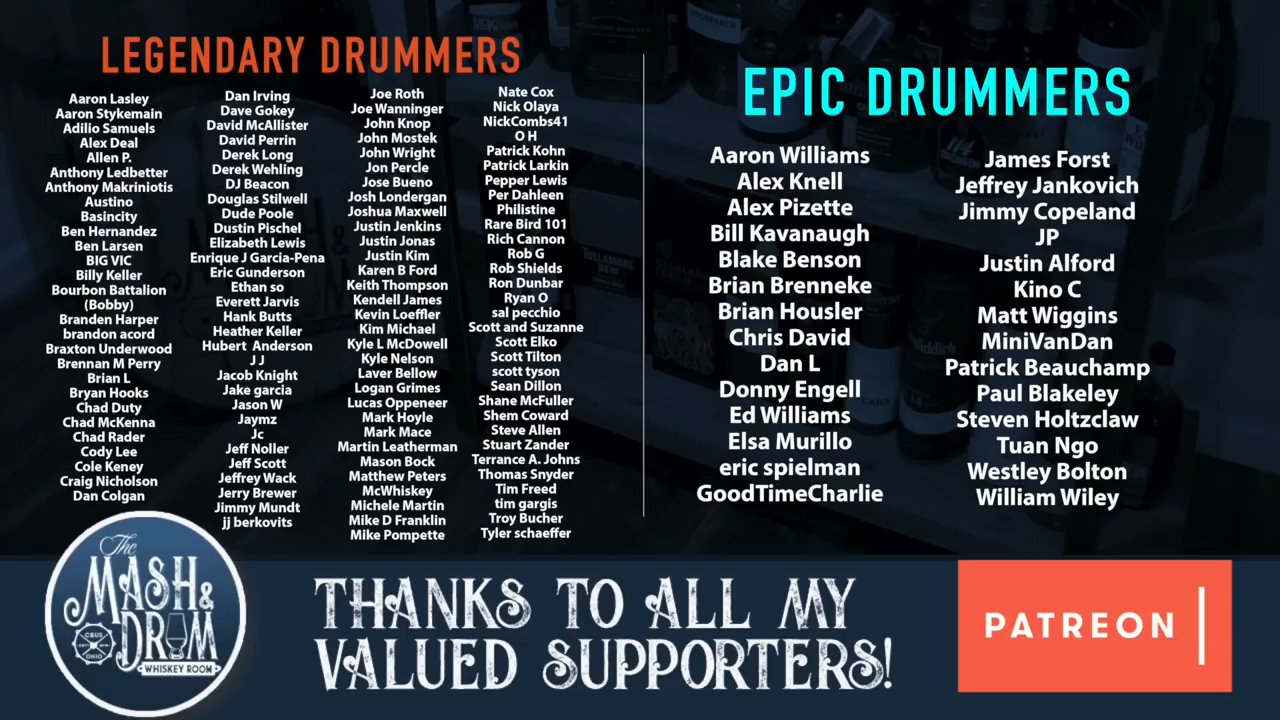 LEGENDARY DRUMMERS
Aaron Lasley
Aaron Stykemain
Adilio Samuels
Alex Deal
Allen P.
Anthony Ledbetter
Anthony Makriniotis
Austino
Basincity
Ben Hernandez
Ben Larsen
BIG VIC
Billy Keller
Bourbon Battalion
(Bobby)
Branden Harper
brandon acord
Braxton Underwood
Brennan M Perry
Brian L
Bryan Hooks
Chad Duty
Chad McKenna
Chad Rader
Cody Lee
Cole Keney
Craig Nicholson
Dan Colgan
Dan Irving
Dave Gokey
David McAllister
David Perrin
Derek Long
Derek Wehling
DJ Beacon
Douglas Stilwell
Dude Poole
Dustin Pischel
Elizabeth Lewis
Enrique J Garcia-Pena
Eric Gunderson
Ethan so
Everett Jarvis
Hank Butts
Heather Keller
Hubert Anderson
J J
Jacob Knight
Jake garcia
Jason W
Jaymz
Jc
Jeff Noller
Jeff Scott
Jeffrey Wack
Jerry Brewer
Jimmy Mundt
jj berkovits
Joe Roth
Joe Wanninger
John Knop
John Mostek
John Wright
Jon Percle
Jose Bueno
Josh Londergan
Joshua Maxwell
Justin Jenkins
Justin Jonas
Justin Kim
Karen B Ford
Keith Thompson
Kendell James
Kevin Loeffler
Kim Michael
Kyle L McDowell
Kyle Nelson
Laver Bellow
Logan Grimes
Lucas Oppeneer
Mark Hoyle
Mark Mace
Martin Leatherman
Mason Bock
Matthew Peters
McWhiskey
Michele Martin
Mike D Franklin
Mike Pompette
Nate Cox
Nick Olaya
NickCombs41
O H
Patrick Kohn
Patrick Larkin
Pepper Lewis
Per Dahleen
Philistine
Rare Bird 101
Rich Cannon
Rob G
Rob Shields
Ron Dunbar
Ryan O
sal pecchio
Scott and Suzanne
Scott Elko
Scott Tilton
scott tyson
Sean Dillon
Shane McFuller
Shem Coward
Steve Allen
Stuart Zander
Terrance A. Johns
Thomas Snyder
Tim Freed
tim gargis
Troy Bucher
Tyler schaeffer
EPIC DRUMMERS
Aaron Williams
Alex Knell
Alex Pizette
Bill Kavanaugh
Blake Benson
Brian Brenneke
Brian Housler
Chris David
Dan L
Donny Engell
Ed Williams
Elsa Murillo
eric spielman
GoodTimeCharlie
James Forst
Jeffrey Jankovich
Jimmy Copeland
JP
Justin Alford
Kino C
Matt Wiggins
MiniVanDan
Patrick Beauchamp
Paul Blakeley
Steven Holtzclaw
Tuan Ngo
Westley Bolton
William Wiley
The
MASH &
DRUM
CBUS
OHIO
WHISKEY ROOM
THANKS TO ALL MY
VALUED SUPPORTERS!
PATREON